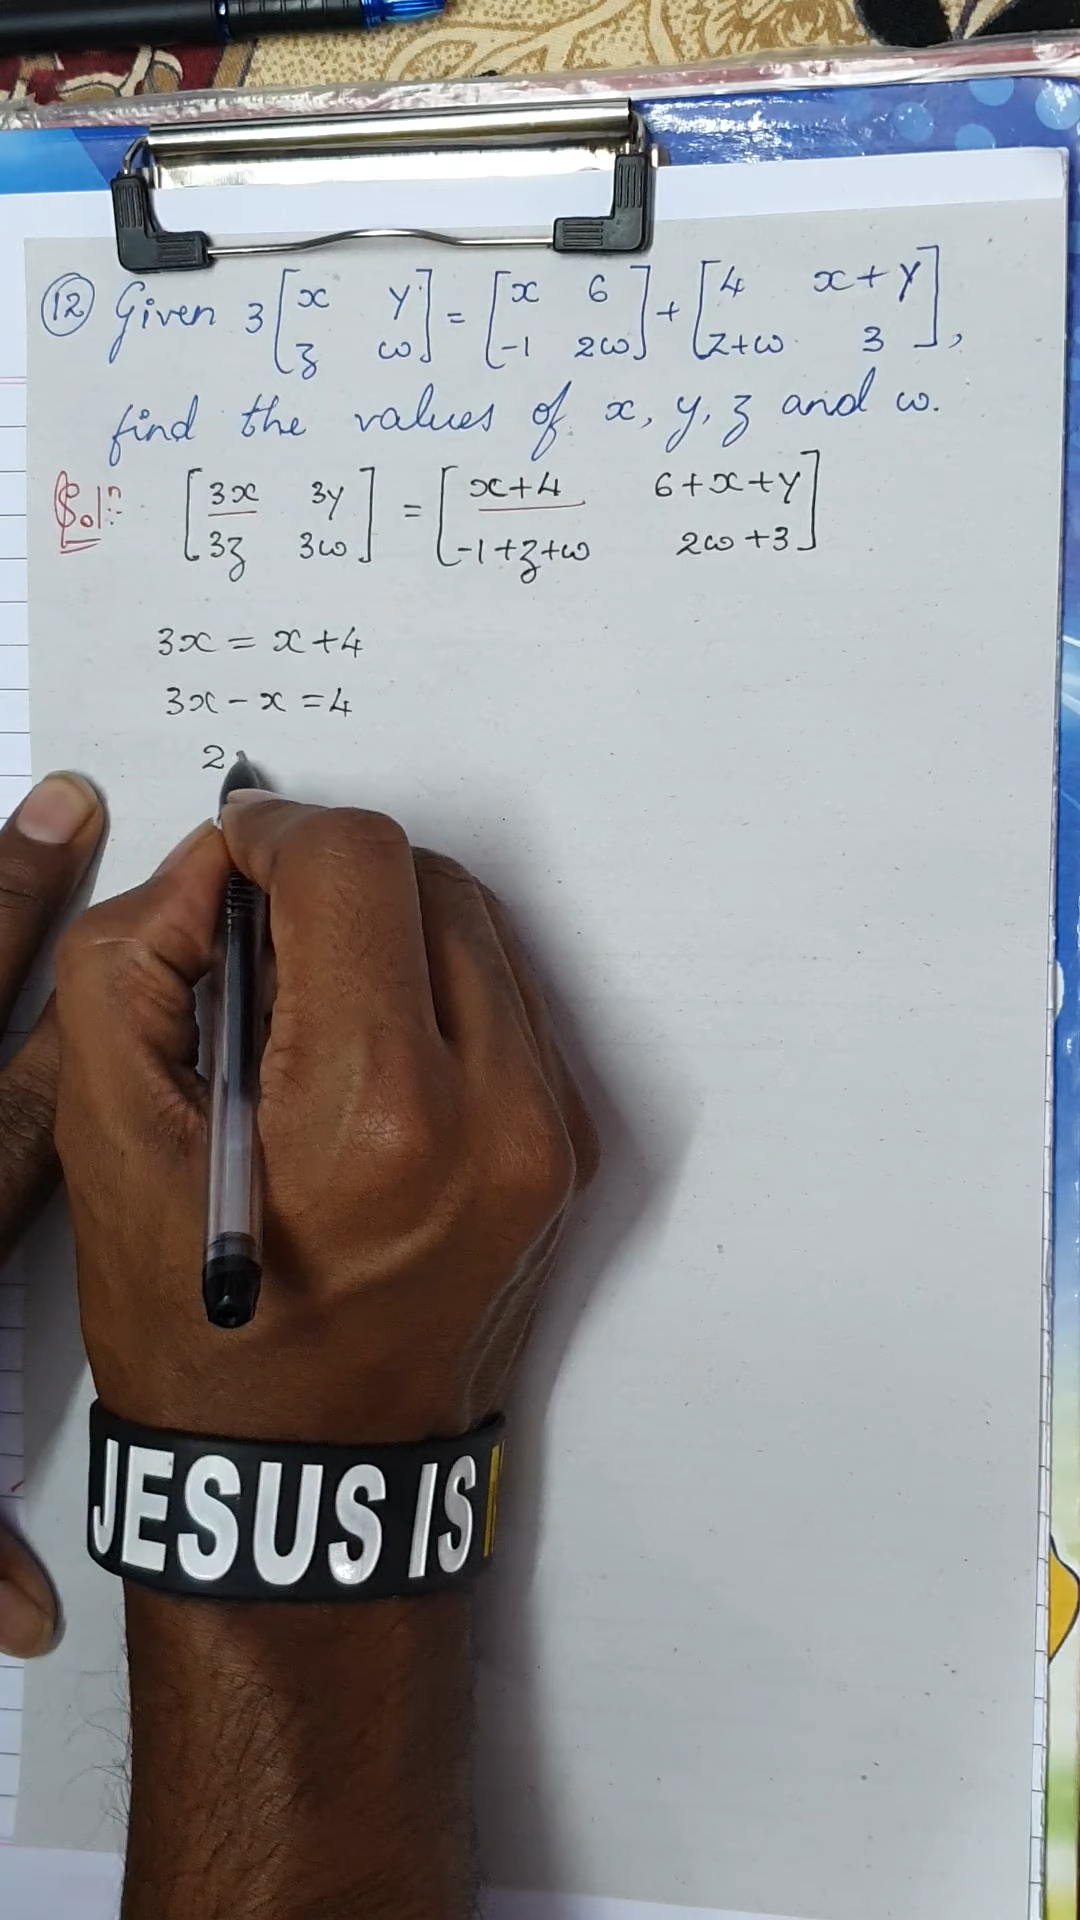 12 Given 3 [x y] = [x 6] + [4 x+y]
[z w] [-1 2w] [z+w 3],
find the values of x, y, z and w.
Solⁿ:- [3x 3y] = [x+4 6+x+y]
[3z 3w] [-1+z+w 2w+3]
3x = x+4
3x - x = 4
2
JESUS IS